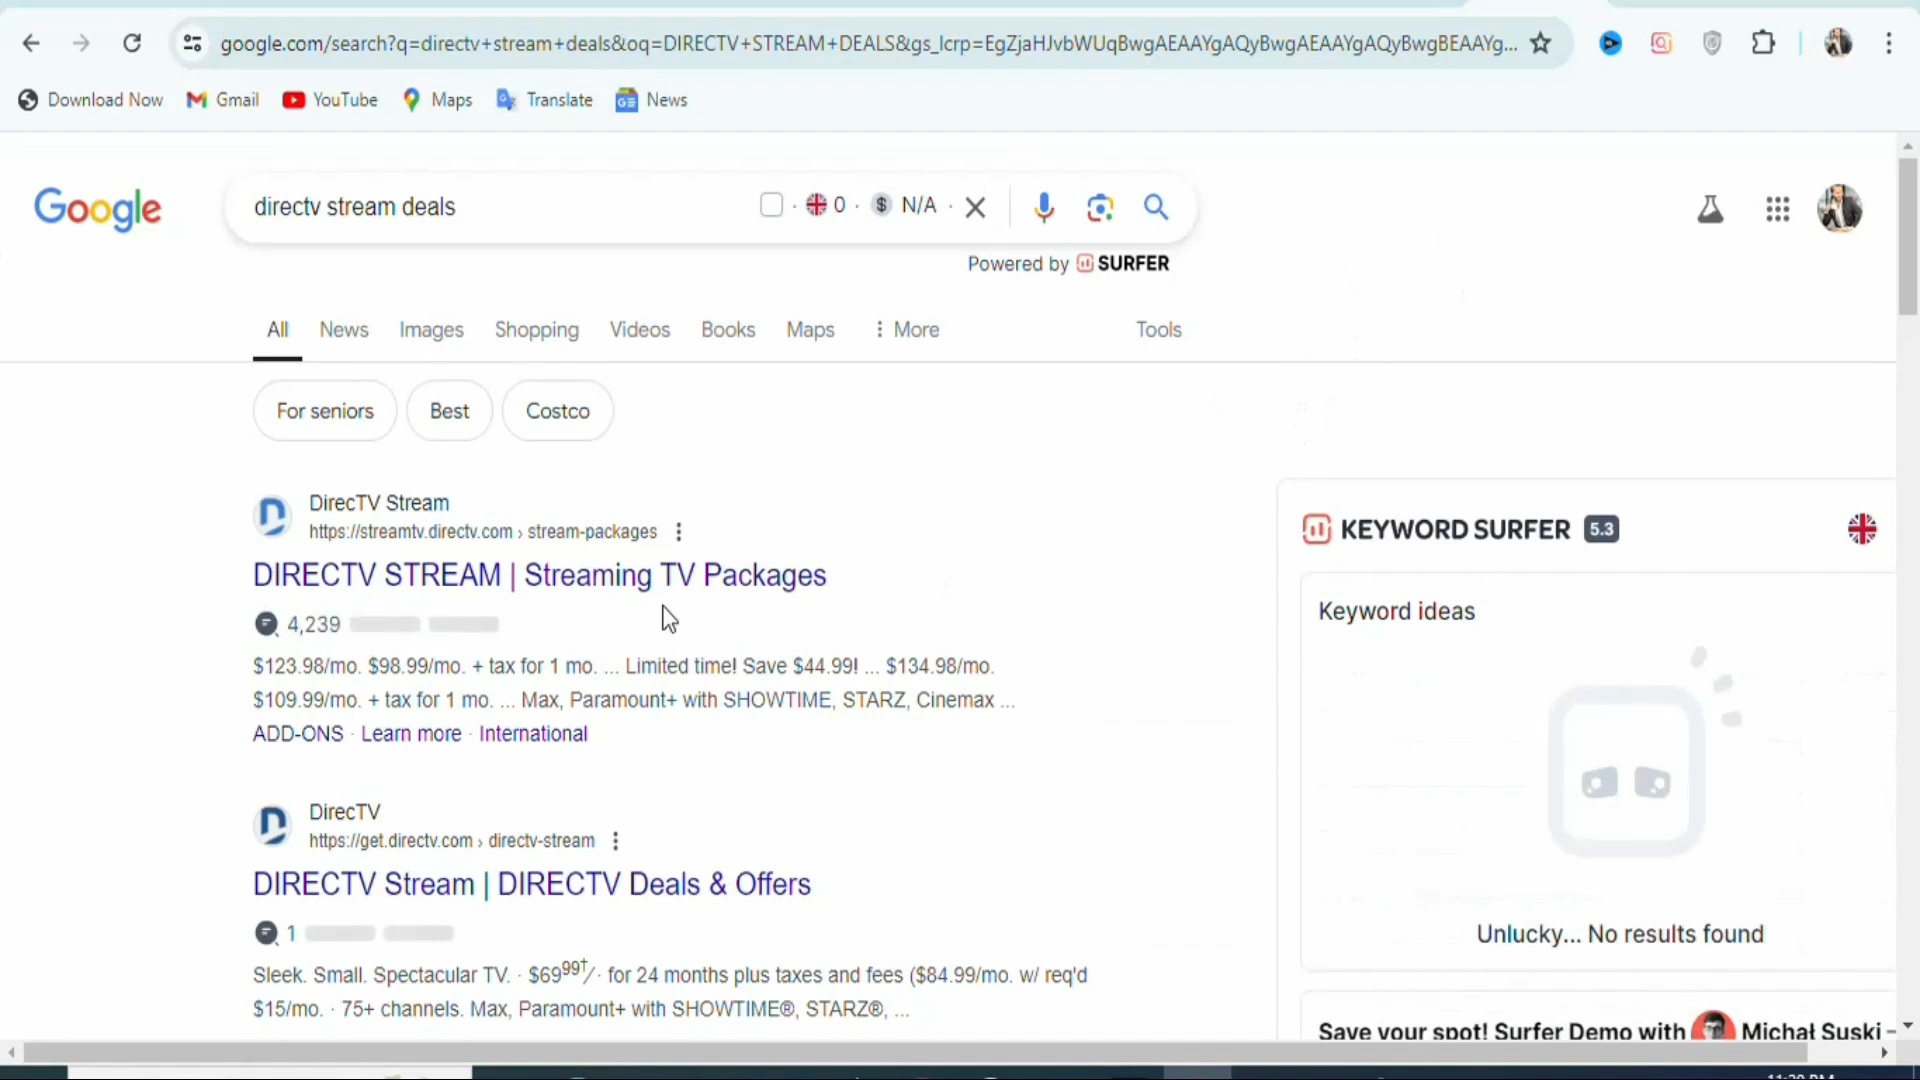 google.com/search?q=directv+stream+deals&oq=DIRECTV+STREAM+DEALS&gs_lcrp=EgZjaHJvbWUqBwgAEAAYgAQyBwgAEAAYgAQyBwgBEAAYg...
Download Now Gmail YouTube Maps Translate News
Google directv stream deals · 0 · $ N/A ·
Powered by SURFER
All News Images Shopping Videos Books Maps More Tools
For seniors Best Costco
DirecTV Stream
https://streamtv.directv.com › stream-packages
DIRECTV STREAM | Streaming TV Packages
4,239
$123.98/mo. $98.99/mo. + tax for 1 mo. ... Limited time! Save $44.99! ... $134.98/mo.
$109.99/mo. + tax for 1 mo. ... Max, Paramount+ with SHOWTIME, STARZ, Cinemax ...
ADD-ONS · Learn more · International
DirecTV
https://get.directv.com › directv-stream
DIRECTV Stream | DIRECTV Deals & Offers
1
Sleek. Small. Spectacular TV. · $69⁹⁹†/· for 24 months plus taxes and fees ($84.99/mo. w/ req'd
$15/mo. · 75+ channels. Max, Paramount+ with SHOWTIME®, STARZ®, ...
KEYWORD SURFER 5.3
Keyword ideas
Unlucky... No results found
Save your spot! Surfer Demo with Michał Suski -